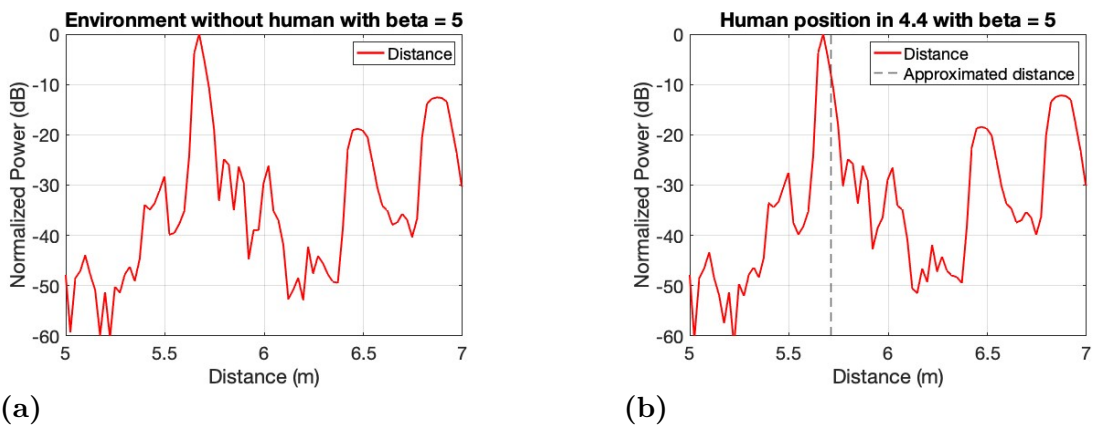 Environment without human with beta = 5
Normalized Power (dB)
0
-10
-20
-30
-40
-50
-60
5
5.5
6
6.5
7
Distance (m)
Distance
(a)
Human position in 4.4 with beta = 5
Normalized Power (dB)
0
-10
-20
-30
-40
-50
-60
5
5.5
6
6.5
7
Distance (m)
Distance
Approximated distance
(b)